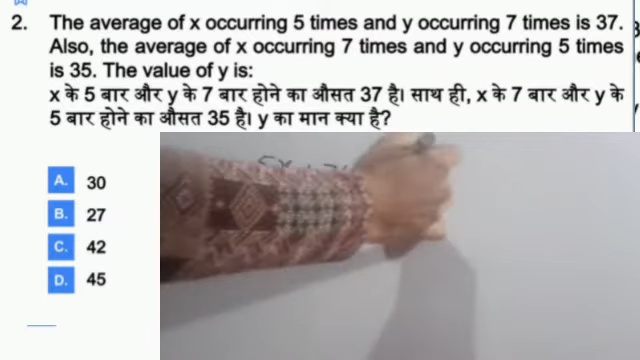 2. The average of x occurring 5 times and y occurring 7 times is 37.
Also, the average of x occurring 7 times and y occurring 5 times
is 35. The value of y is:
x के 5 बार और y के 7 बार होने का औसत 37 है। साथ ही, x के 7 बार और y के
5 बार होने का औसत 35 है। y का मान क्या है?
5x
A. 30
B. 27
C. 42
D. 45